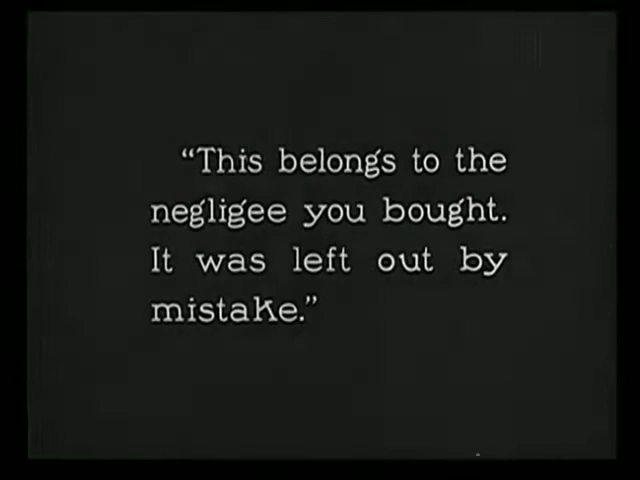 “This belongs to the
negligee you bought.
It was left out by
mistake.”